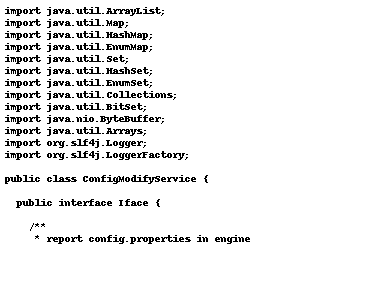 import java.util.ArrayList;
import java.util.Map;
import java.util.HashMap;
import java.util.EnumMap;
import java.util.Set;
import java.util.HashSet;
import java.util.EnumSet;
import java.util.Collections;
import java.util.BitSet;
import java.nio.ByteBuffer;
import java.util.Arrays;
import org.slf4j.Logger;
import org.slf4j.LoggerFactory;

public class ConfigModifyService {

  public interface Iface {

    /**
     * report config.properties in engine